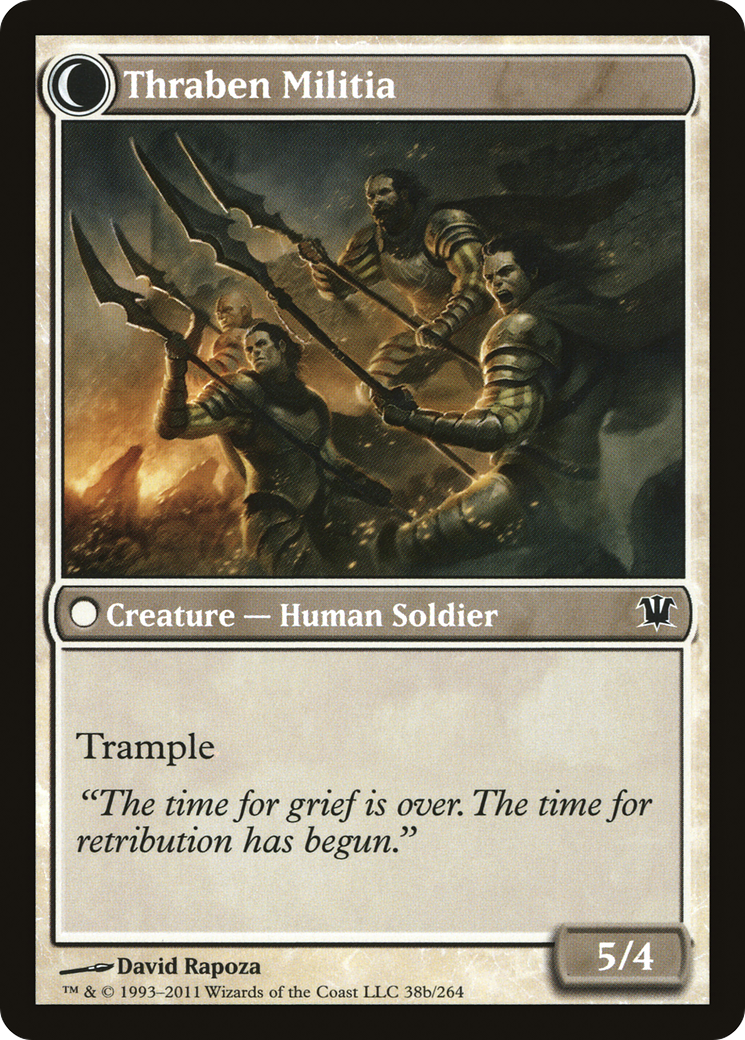 Thraben Militia
Creature — Human Soldier
Trample
“The time for grief is over. The time for
retribution has begun.”
5/4
David Rapoza
™ & © 1993–2011 Wizards of the Coast LLC 38b/264